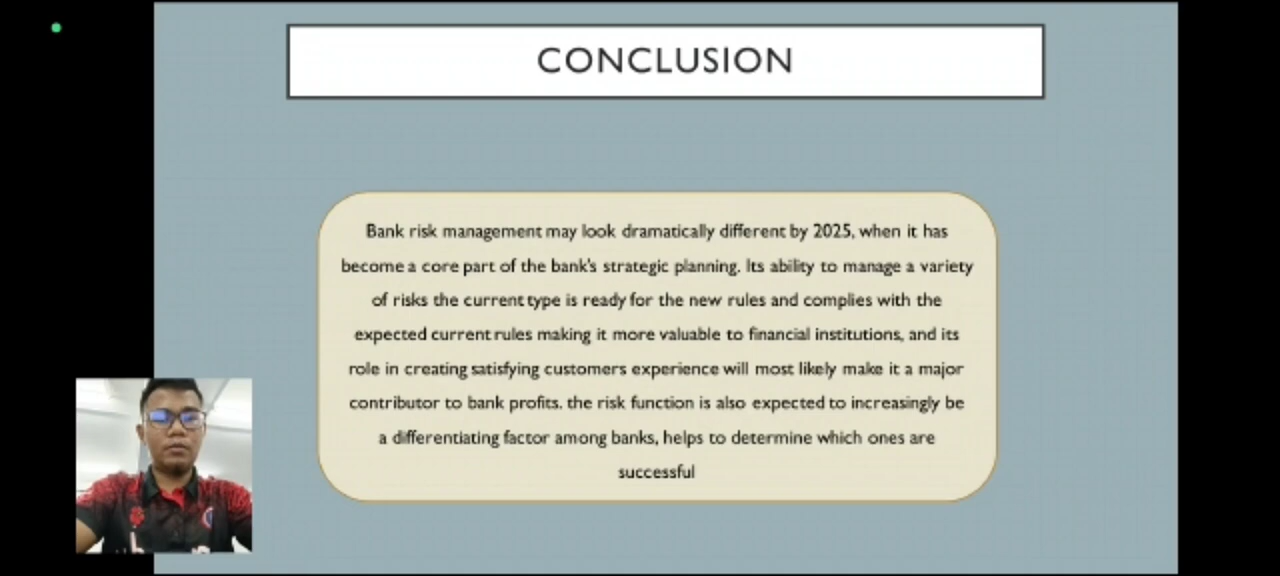 CONCLUSION
Bank risk management may look dramatically different by 2025, when it has
become a core part of the bank's strategic planning. Its ability to manage a variety
of risks the current type is ready for the new rules and complies with the
expected current rules making it more valuable to financial institutions, and its
role in creating satisfying customers experience will most likely make it a major
contributor to bank profits. the risk function is also expected to increasingly be
a differentiating factor among banks, helps to determine which ones are
successful